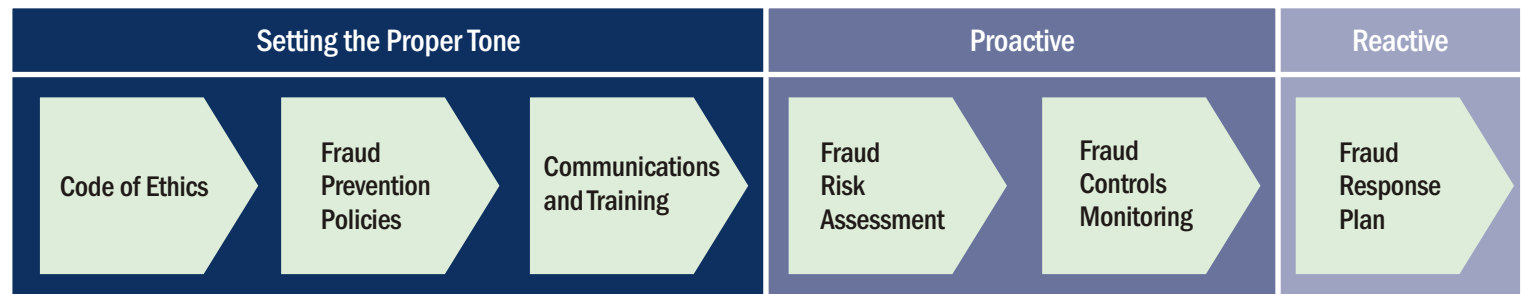 Setting the Proper Tone
Proactive
Reactive
Code of Ethics
Fraud
Prevention
Policies
Communications
and Training
Fraud
Risk
Assessment
Fraud
Controls
Monitoring
Fraud
Response
Plan